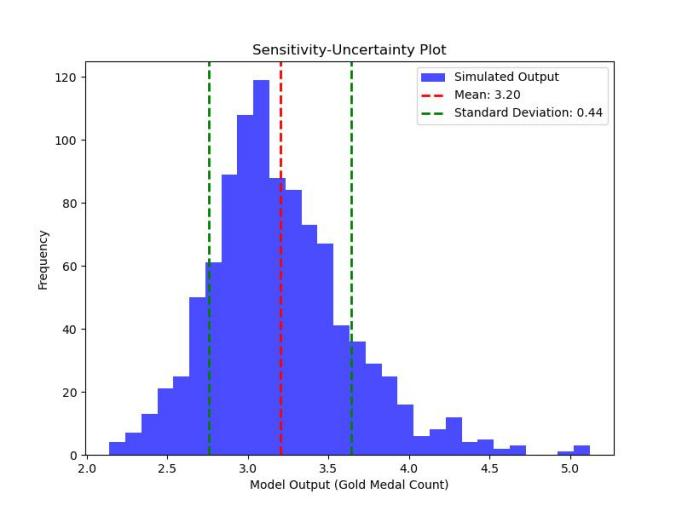 Sensitivity-Uncertainty Plot
Simulated Output
Mean: 3.20
Standard Deviation: 0.44
120
100
80
60
40
20
0
Frequency
2.0 2.5 3.0 3.5 4.0 4.5 5.0
Model Output (Gold Medal Count)